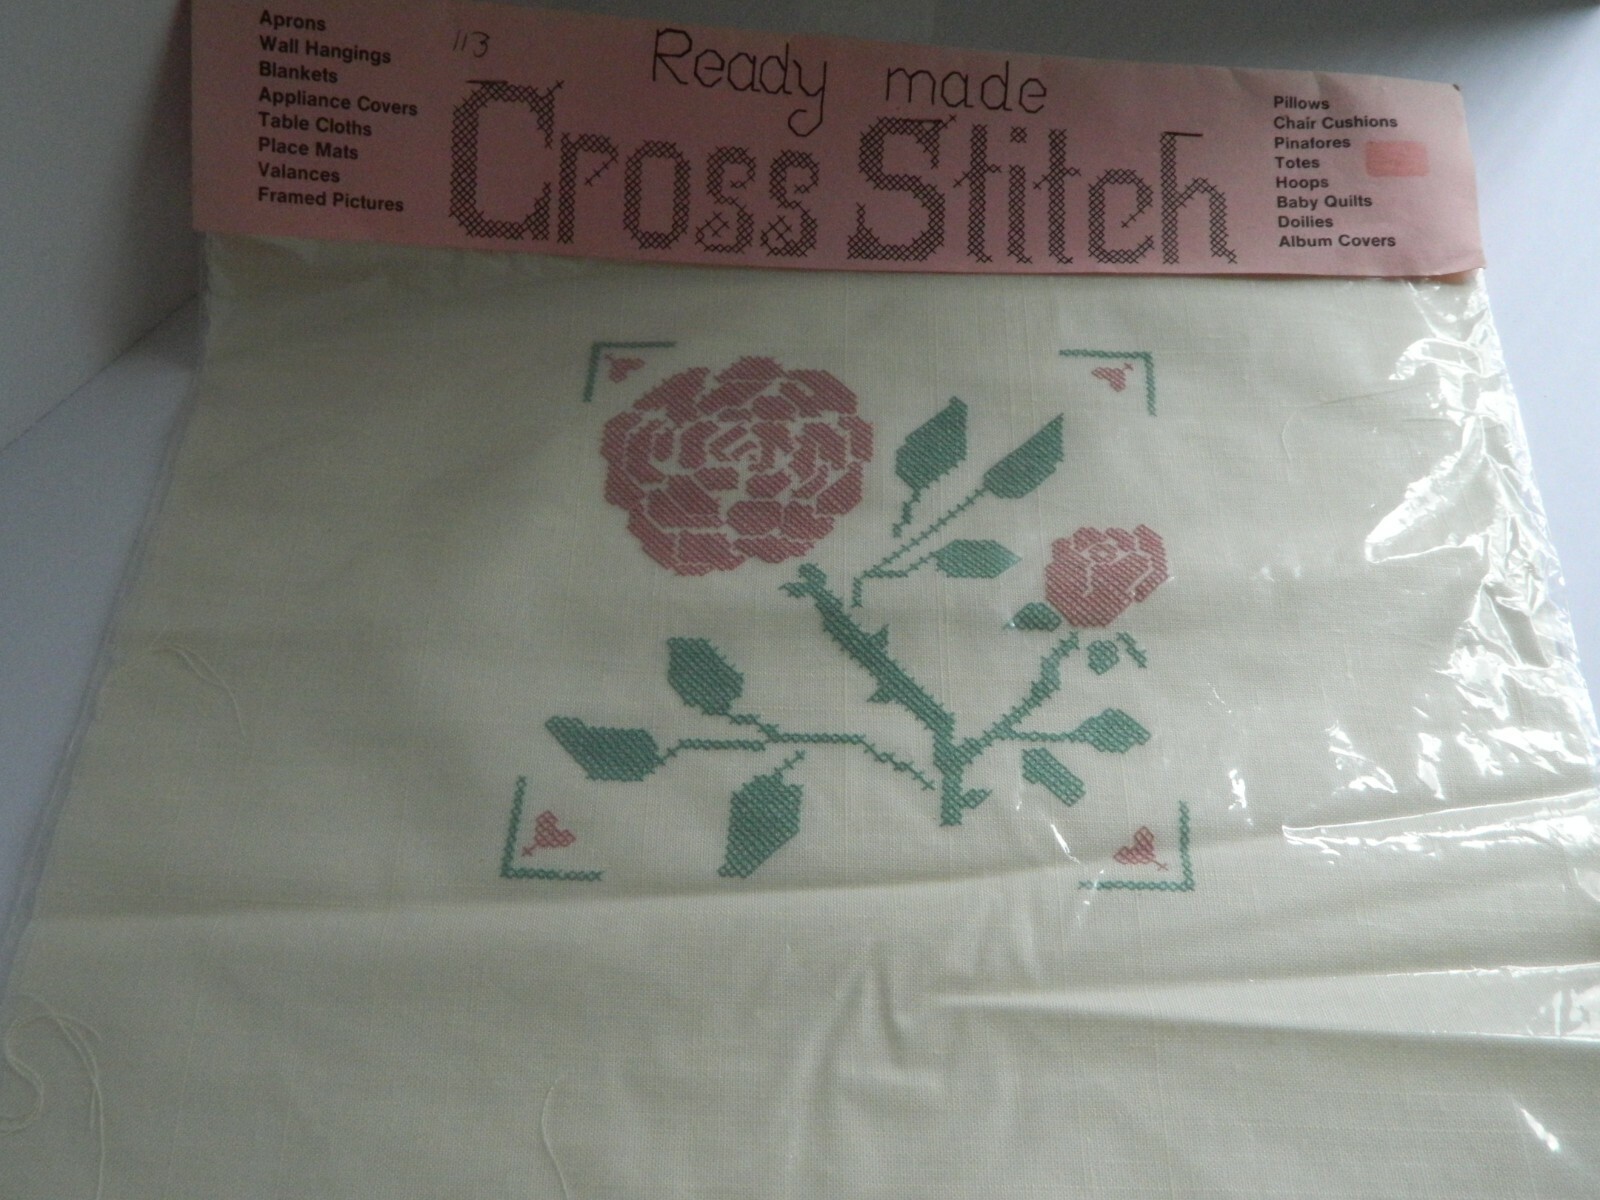 Aprons
Wall Hangings
Blankets
Appliance Covers
Table Cloths
Place Mats
Valances
Framed Pictures
113
Ready made
Cross Stitch
Pillows
Chair Cushions
Pinafores
Totes
Hoops
Baby Quilts
Doilies
Album Covers